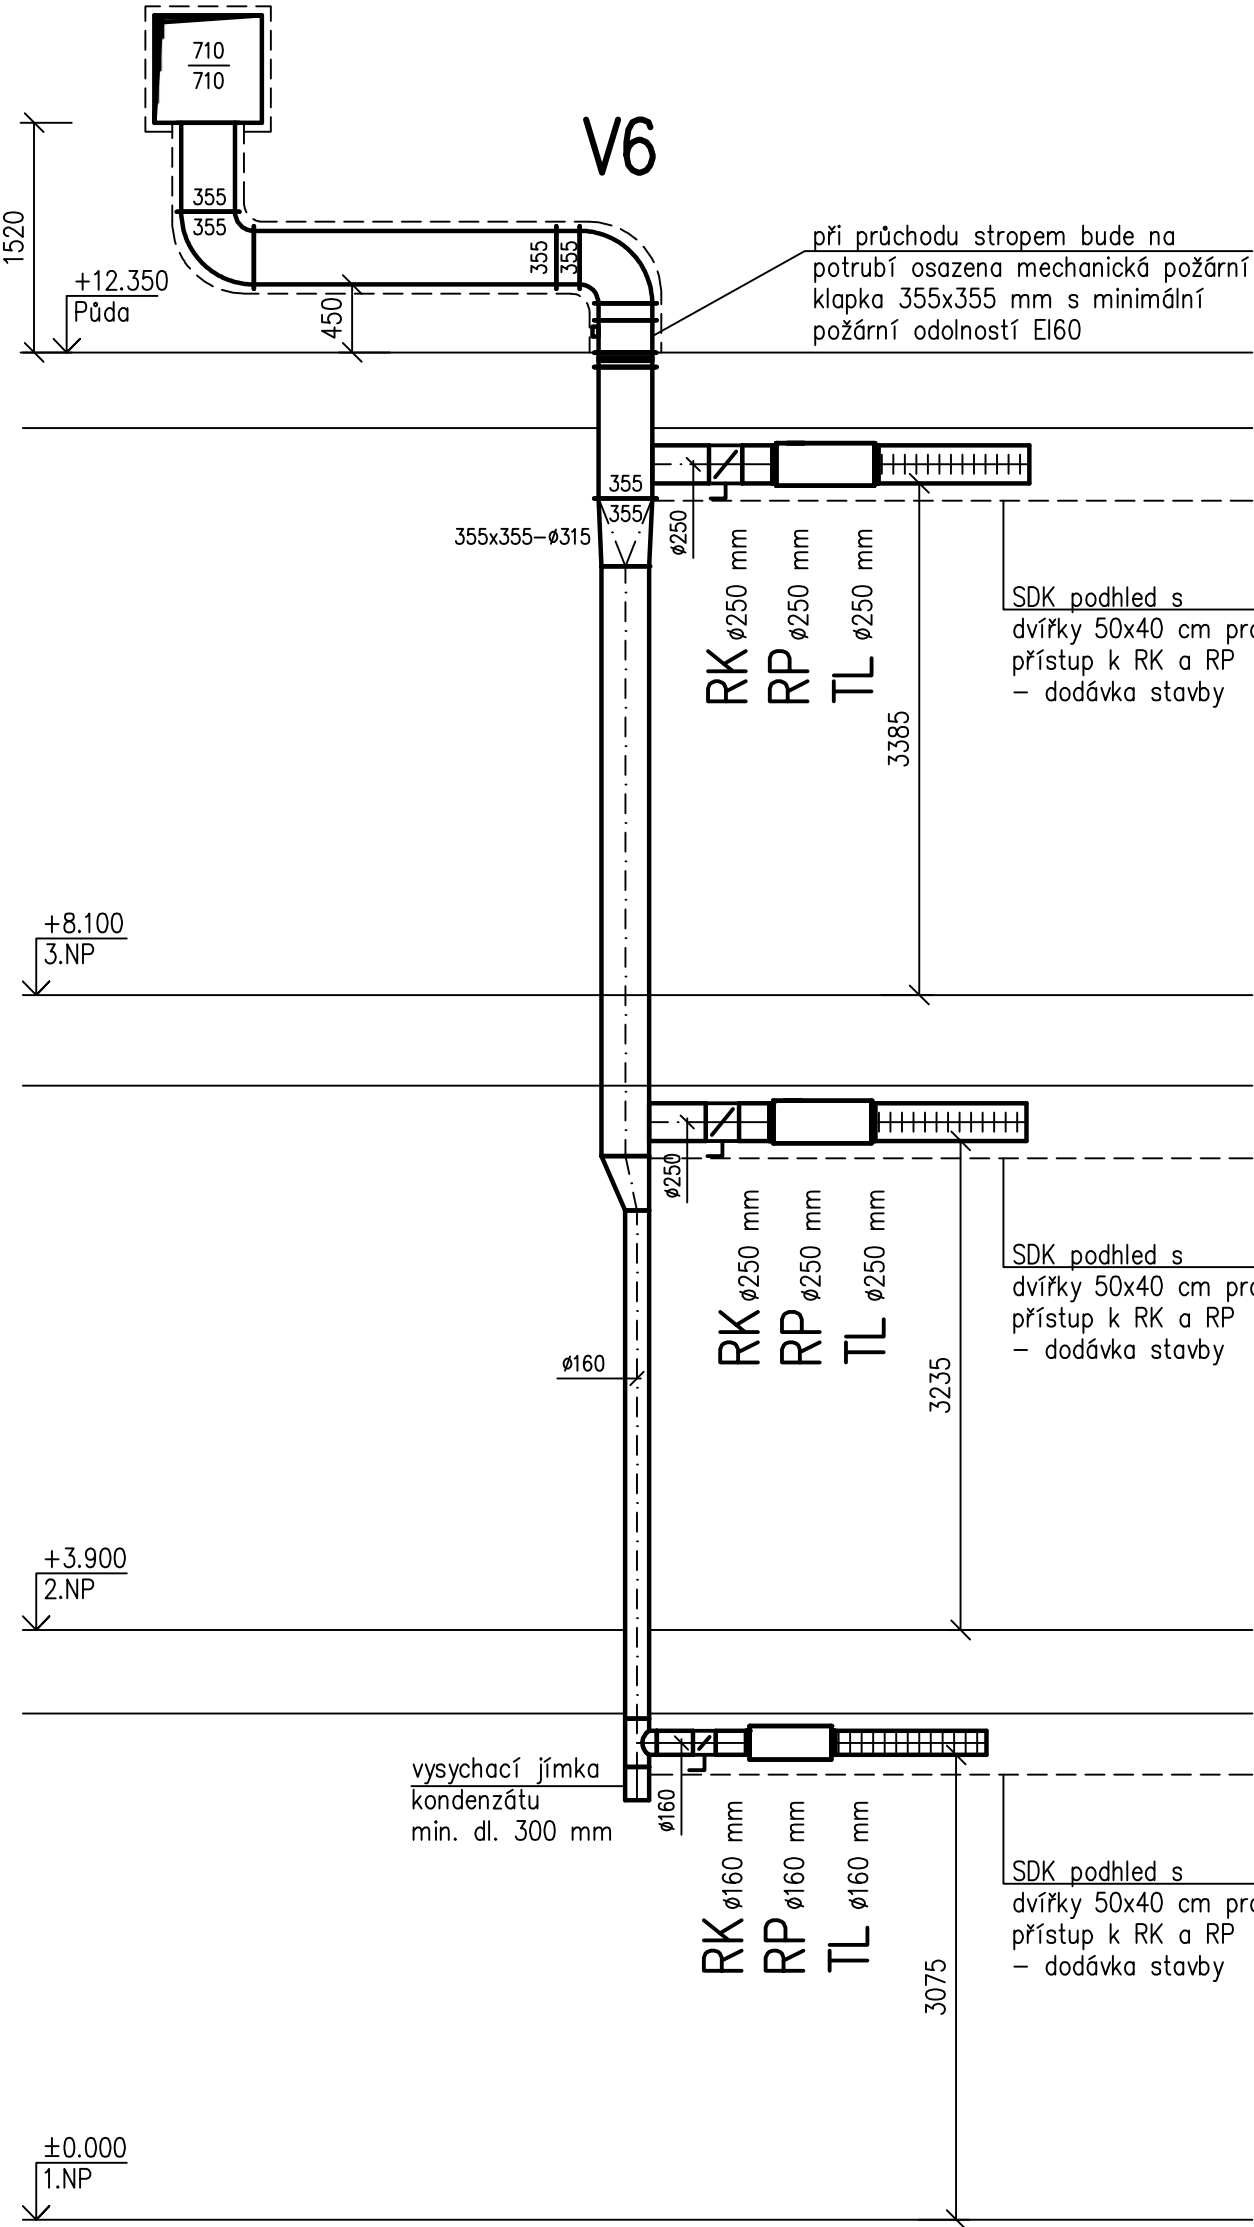 710
710
V6
355
355
355
355
1520
+12.350
Půda
450
při průchodu stropem bude na
potrubí osazena mechanická požární
klapka 355x355 mm s minimální
požární odolností EI60
355
355
355x355-ø315
ø250
RK ø250 mm
RP ø250 mm
TL ø250 mm
SDK podhled s
dvířky 50x40 cm pro
přístup k RK a RP
- dodávka stavby
3385
+8.100
3.NP
ø250
RK ø250 mm
RP ø250 mm
TL ø250 mm
SDK podhled s
dvířky 50x40 cm pro
přístup k RK a RP
- dodávka stavby
ø160
3235
+3.900
2.NP
vysychací jímka
kondenzátu
min. dl. 300 mm
ø160
RK ø160 mm
RP ø160 mm
TL ø160 mm
SDK podhled s
dvířky 50x40 cm pro
přístup k RK a RP
- dodávka stavby
3075
±0.000
1.NP